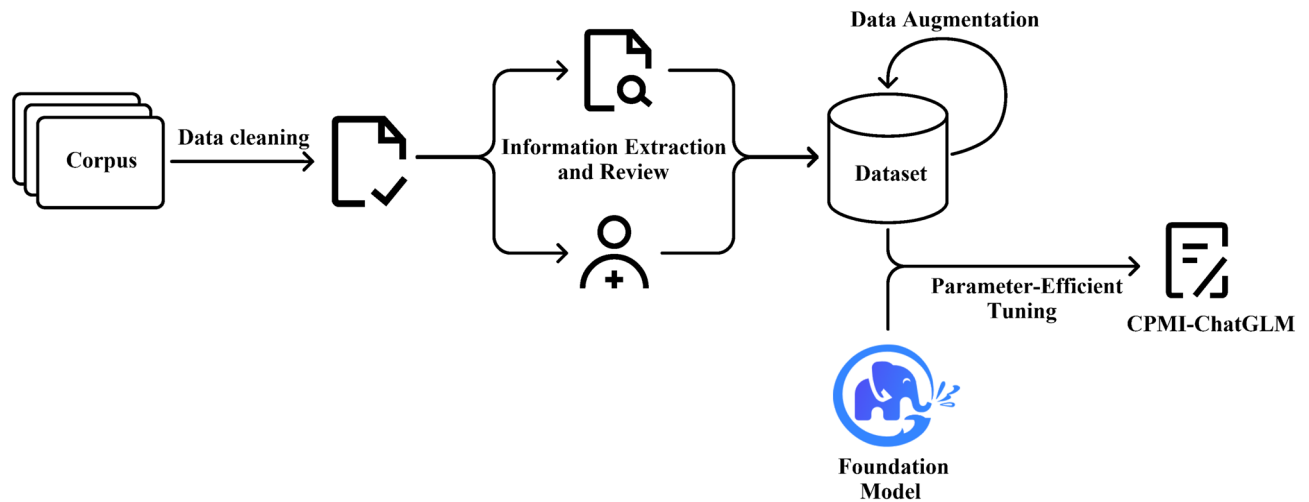 Data Augmentation
Corpus
Data cleaning
Information Extraction
and Review
Dataset
Parameter-Efficient
Tuning
CPMI-ChatGLM
Foundation
Model